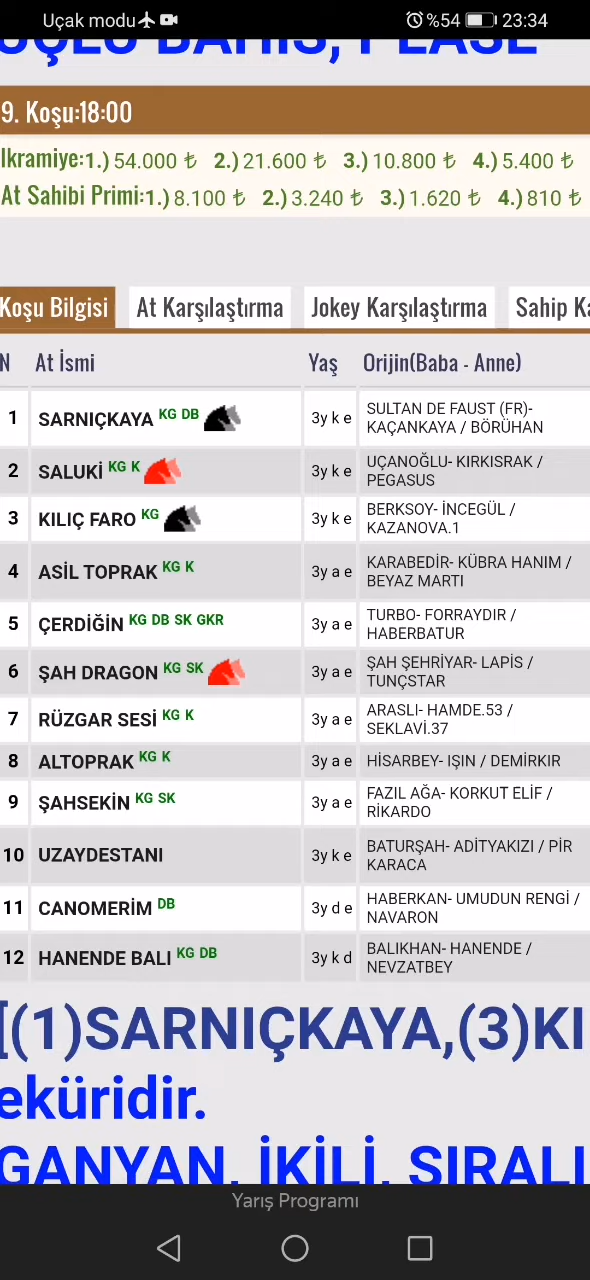 Uçak modu %54 23:34
ÜÇLÜ BAHİS, PLASE
9. Koşu:18:00
Ikramiye:1.) 54.000 ₺ 2.) 21.600 ₺ 3.) 10.800 ₺ 4.) 5.400 ₺
At Sahibi Primi:1.) 8.100 ₺ 2.) 3.240 ₺ 3.) 1.620 ₺ 4.) 810 ₺
Koşu Bilgisi At Karşılaştırma Jokey Karşılaştırma Sahip Ka
N At İsmi Yaş Orijin(Baba - Anne)
1 SARNIÇKAYA KG DB 3y k e SULTAN DE FAUST (FR)-
KAÇANKAYA / BÖRÜHAN
2 SALUKİ KG K 3y k e UÇANOĞLU- KIRKISRAK /
PEGASUS
3 KILIÇ FARO KG 3y k e BERKSOY- İNCEGÜL /
KAZANOVA.1
4 ASİL TOPRAK KG K 3y a e KARABEDİR- KÜBRA HANIM /
BEYAZ MARTI
5 ÇERDİĞİN KG DB SK GKR 3y a e TURBO- FORRAYDIR /
HABERBATUR
6 ŞAH DRAGON KG SK 3y a e ŞAH ŞEHRİYAR- LAPİS /
TUNÇSTAR
7 RÜZGAR SESİ KG K 3y a e ARASLI- HAMDE.53 /
SEKLAVİ.37
8 ALTOPRAK KG K 3y a e HİSARBEY- IŞIN / DEMİRKIR
9 ŞAHSEKİN KG SK 3y a e FAZIL AĞA- KORKUT ELİF /
RİKARDO
10 UZAYDESTANI 3y k e BATURŞAH- ADİTYAKIZI / PİR
KARACA
11 CANOMERİM DB 3y d e HABERKAN- UMUDUN RENGİ /
NAVARON
12 HANENDE BALI KG DB 3y k d BALIKHAN- HANENDE /
NEVZATBEY
[(1)SARNIÇKAYA,(3)KI
eküridir.
GANYAN, İKİLİ, SIRALI
Yarış Programı